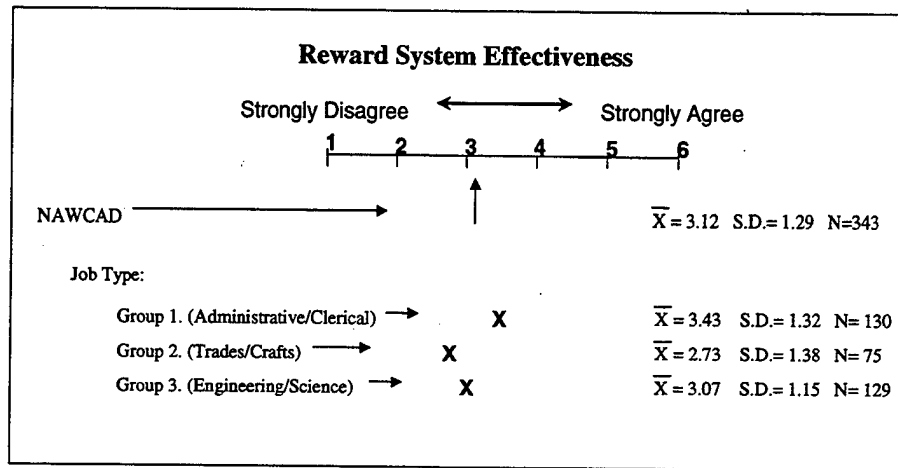 Reward System Effectiveness
Strongly Disagree Strongly Agree
1 2 3 4 5 6
NAWCAD X̅ = 3.12 S.D.= 1.29 N=343
Job Type:
Group 1. (Administrative/Clerical) X X̅ = 3.43 S.D.= 1.32 N= 130
Group 2. (Trades/Crafts) X X̅ = 2.73 S.D.= 1.38 N= 75
Group 3. (Engineering/Science) X X̅ = 3.07 S.D.= 1.15 N= 129